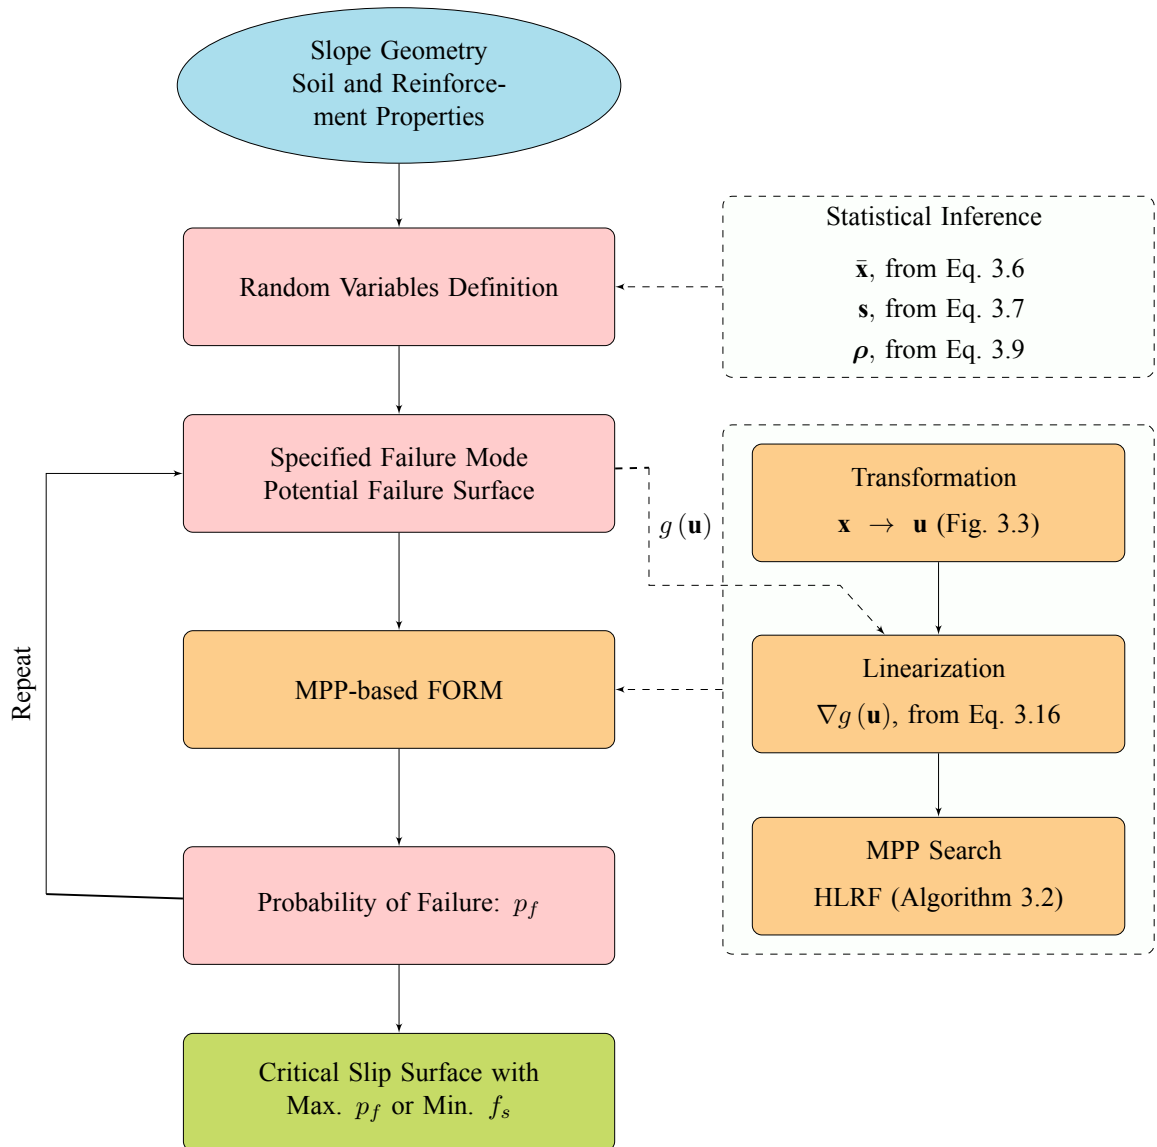 Slope Geometry
Soil and Reinforce-
ment Properties
Random Variables Definition
Statistical Inference
x̄, from Eq. 3.6
s, from Eq. 3.7
ρ, from Eq. 3.9
Specified Failure Mode
Potential Failure Surface
g (u)
Transformation
x → u (Fig. 3.3)
Repeat
MPP-based FORM
Linearization
∇g (u), from Eq. 3.16
Probability of Failure: p_f
MPP Search
HLRF (Algorithm 3.2)
Critical Slip Surface with
Max. p_f or Min. f_s